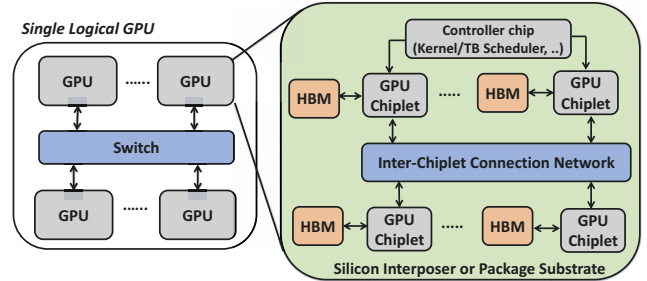 Single Logical GPU
GPU
......
GPU
Switch
GPU
......
GPU
Controller chip
(Kernel/TB Scheduler, ..)
HBM
GPU
Chiplet
.....
HBM
GPU
Chiplet
Inter-Chiplet Connection Network
HBM
GPU
Chiplet
.....
HBM
GPU
Chiplet
Silicon Interposer or Package Substrate